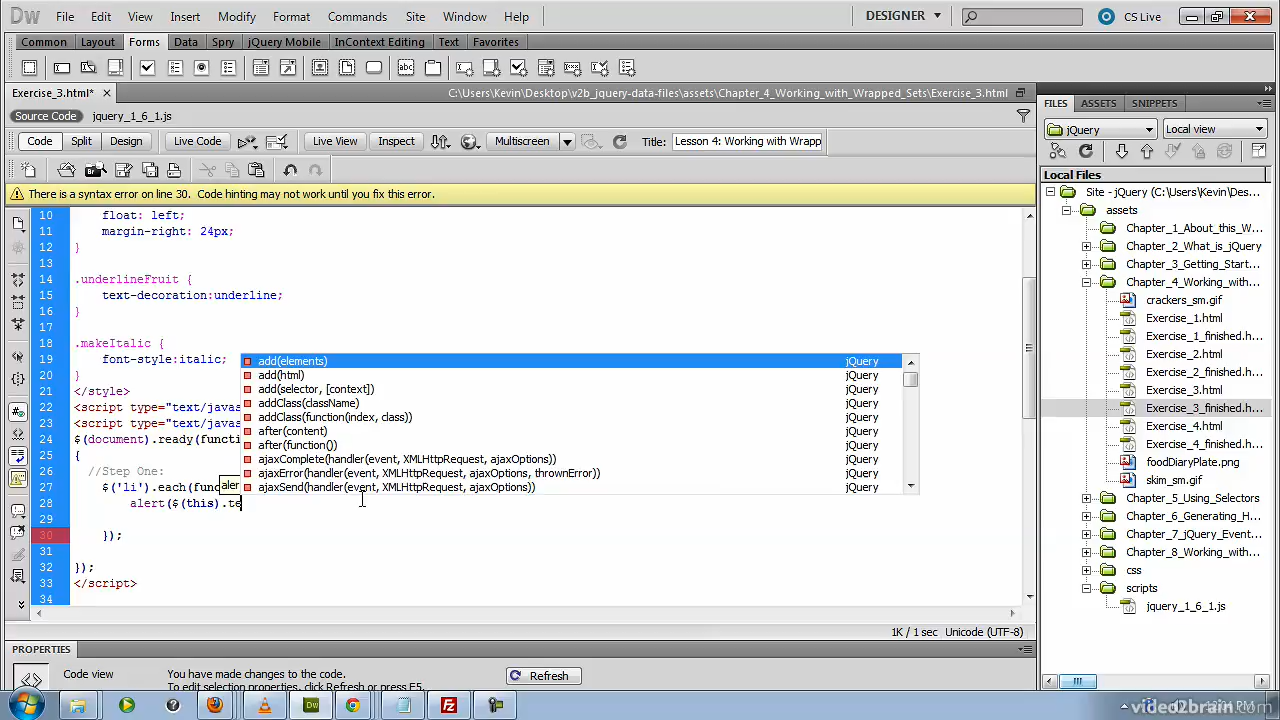 Dw File Edit View Insert Modify Format Commands Site Window Help DESIGNER CS Live
Common Layout Forms Data Spry jQuery Mobile InContext Editing Text Favorites
Exercise_3.html* C:\Users\Kevin\Desktop\v2b_jquery-data-files\assets\Chapter_4_Working_with_Wrapped_Sets\Exercise_3.html
Source Code jquery_1_6_1.js
Code Split Design Live Code Live View Inspect Multiscreen Title: Lesson 4: Working with Wrapp
There is a syntax error on line 30. Code hinting may not work until you fix this error.
10 float: left;
11 margin-right: 24px;
12 }
13
14 .underlineFruit {
15 text-decoration:underline;
16 }
17
18 .makeItalic {
19 font-style:italic;
20 }
21 </style>
22 <script type="text/javas
23 <script type="text/javas
24 $(document).ready(functi
25 {
26 //Step One:
27 $('li').each(func
28 alert($(this).te
29
30 });
31
32 });
33 </script>
34
aler
add(elements) jQuery
add(html) jQuery
add(selector, [context]) jQuery
addClass(className) jQuery
addClass(function(index, class)) jQuery
after(content) jQuery
after(function()) jQuery
ajaxComplete(handler(event, XMLHttpRequest, ajaxOptions)) jQuery
ajaxError(handler(event, XMLHttpRequest, ajaxOptions, thrownError)) jQuery
ajaxSend(handler(event, XMLHttpRequest, ajaxOptions)) jQuery
1K / 1 sec Unicode (UTF-8)
PROPERTIES
Code view You have made changes to the code. Refresh
To edit selection properties, click Refresh or press F5.
FILES ASSETS SNIPPETS
jQuery Local view
Local Files
Site - jQuery (C:\Users\Kevin\Des...
assets
Chapter_1_About_this_W...
Chapter_2_What_is_jQuery
Chapter_3_Getting_Start...
Chapter_4_Working_with...
crackers_sm.gif
Exercise_1.html
Exercise_1_finished.h...
Exercise_2.html
Exercise_2_finished.h...
Exercise_3.html
Exercise_3_finished.h...
Exercise_4.html
Exercise_4_finished.h...
foodDiaryPlate.png
skim_sm.gif
Chapter_5_Using_Selectors
Chapter_6_Generating_H...
Chapter_7_jQuery_Event...
Chapter_8_Working_with...
css
scripts
jquery_1_6_1.js
Dw Fz
video2brain.com